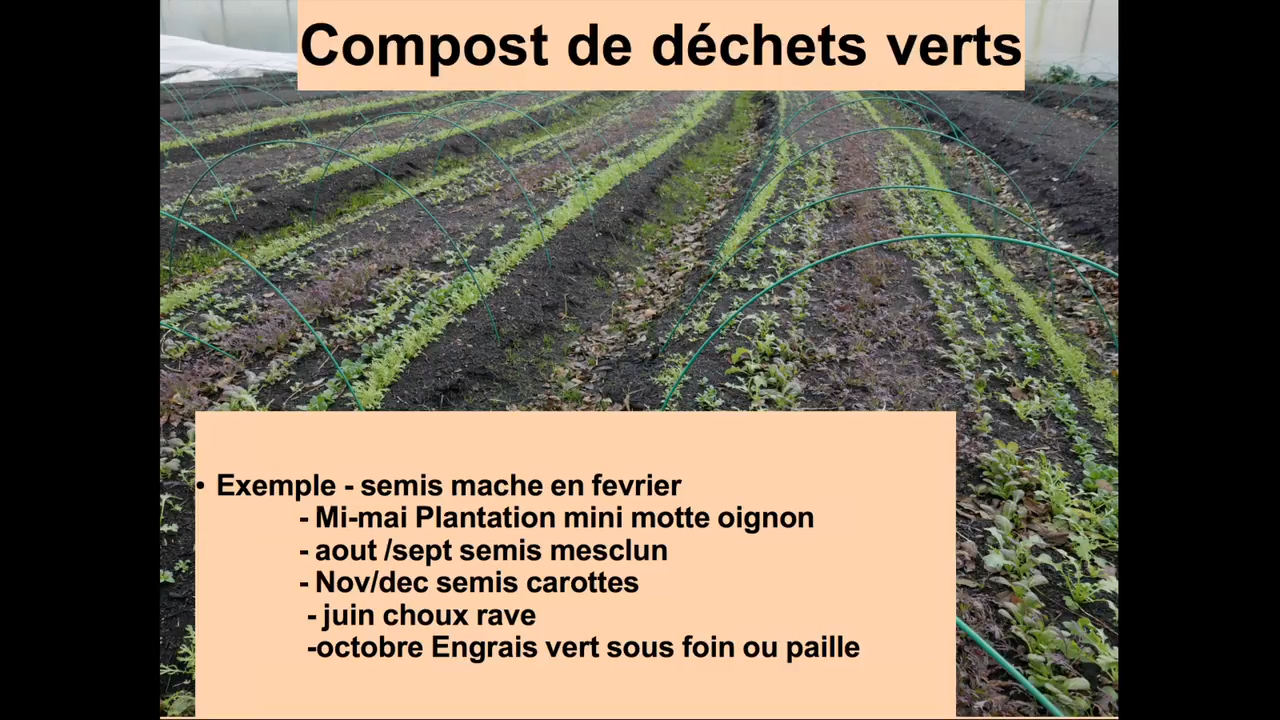 Compost de déchets verts
• Exemple - semis mache en fevrier
- Mi-mai Plantation mini motte oignon
- aout /sept semis mesclun
- Nov/dec semis carottes
- juin choux rave
-octobre Engrais vert sous foin ou paille